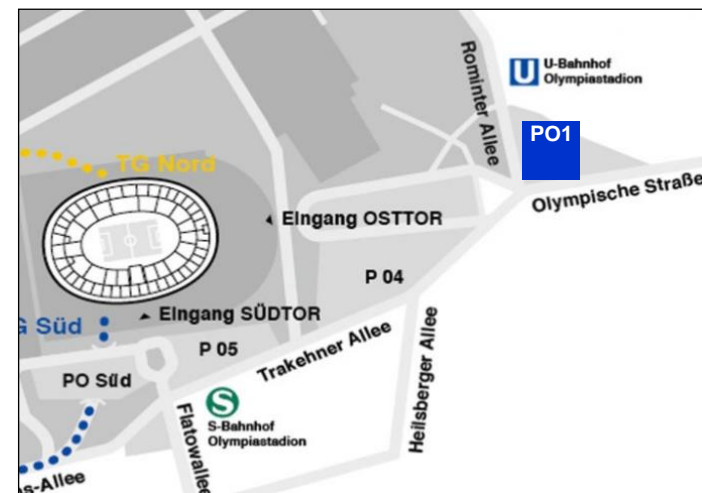 Rominter Allee
U
U-Bahnhof
Olympiastadion
PO1
TG Nord
Olympische Straße
Eingang OSTTOR
P 04
Eingang SÜDTOR
G Süd
P 05
Trakehner Allee
Heilsberger Allee
PO Süd
S
S-Bahnhof
Olympiastadion
Flatowallee
ns-Allee